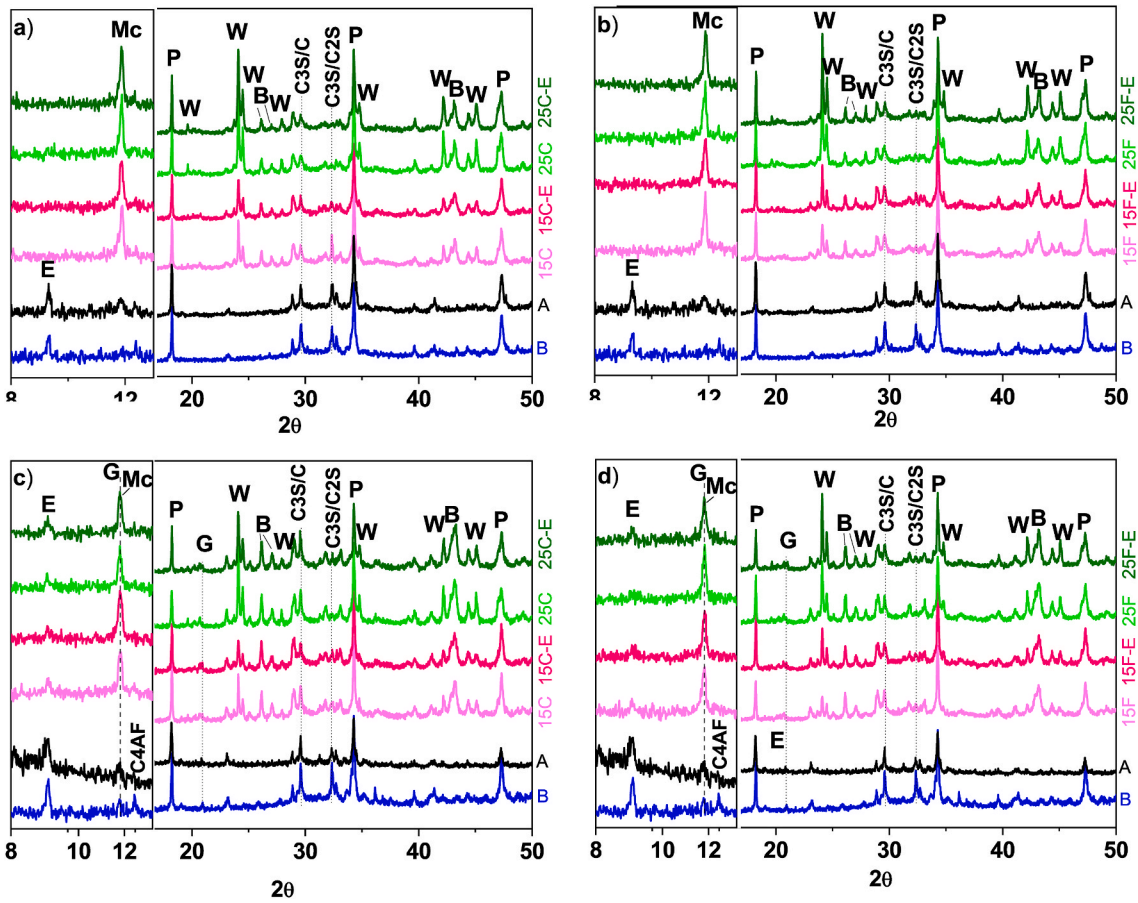 a)
Mc
E
P
W
W
W
B
W
C3S/C
C3S/C2S
P
W
W
B
W
P
25C-E
25C
15C-E
15C
A
B
8 12 20 30 40 50
2θ
b)
Mc
E
P
W
W
B
W
C3S/C
C3S/C2S
P
W
W
B
W
P
25F-E
25F
15F-E
15F
A
B
8 12 20 30 40 50
2θ
c)
G
Mc
E
C4AF
P
G
W
B
W
C3S/C
C3S/C2S
P
W
W
B
W
P
25C-E
25C
15C-E
15C
A
B
8 10 12 20 30 40 50
2θ
d)
G
Mc
E
C4AF
P
G
E
W
B
W
C3S/C
C3S/C2S
P
W
W
B
W
P
25F-E
25F
15F-E
15F
A
B
8 10 12 20 30 40 50
2θ